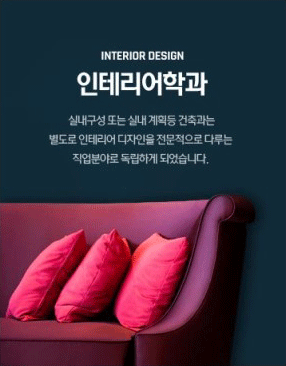 INTERIOR DESIGN
인테리어학과
실내구성 또는 실내 계획등 건축과는
별도로 인테리어 디자인을 전문적으로 다루는
직업분야로 독립하게 되었습니다.